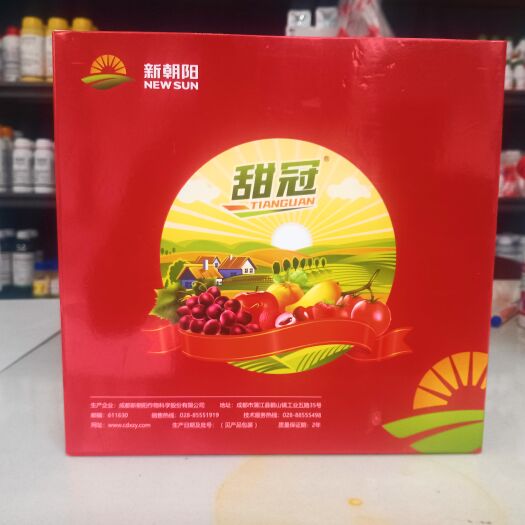 新朝阳
NEW SUN
甜冠®
TIANGUAN
生产企业：成都新朝阳作物科学股份有限公司 地址：成都市蒲江县鹤山镇工业五路35号
邮编：611630 销售热线：028-85551919 技术服务热线：028-88555498
网址：www.cdxzy.com 生产日期及批号：（见产品包装） 质量保证期：2年